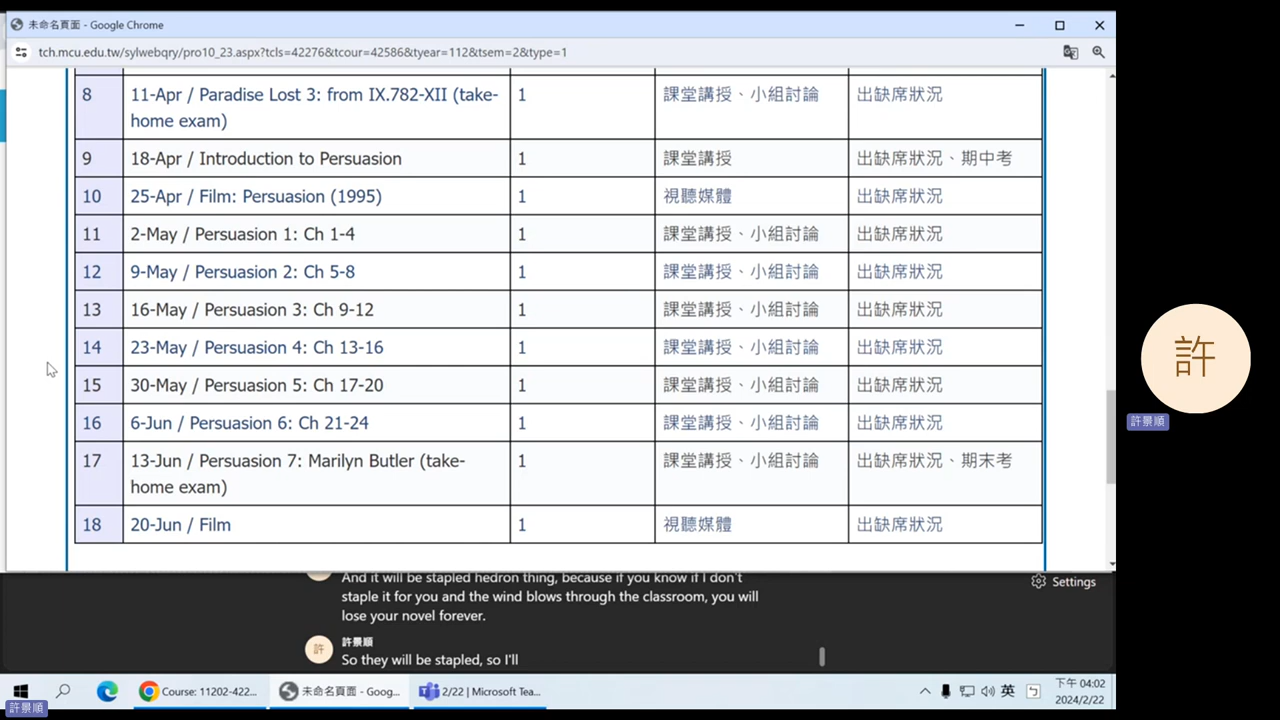 未命名頁面 - Google Chrome
tch.mcu.edu.tw/sylwebqry/pro10_23.aspx?tcls=42276&tcour=42586&tyear=112&tsem=2&type=1
8 11-Apr / Paradise Lost 3: from IX.782-XII (take- 1 課堂講授、小組討論 出缺席狀況
home exam)
9 18-Apr / Introduction to Persuasion 1 課堂講授 出缺席狀況、期中考
10 25-Apr / Film: Persuasion (1995) 1 視聽媒體 出缺席狀況
11 2-May / Persuasion 1: Ch 1-4 1 課堂講授、小組討論 出缺席狀況
12 9-May / Persuasion 2: Ch 5-8 1 課堂講授、小組討論 出缺席狀況
13 16-May / Persuasion 3: Ch 9-12 1 課堂講授、小組討論 出缺席狀況
14 23-May / Persuasion 4: Ch 13-16 1 課堂講授、小組討論 出缺席狀況
15 30-May / Persuasion 5: Ch 17-20 1 課堂講授、小組討論 出缺席狀況
16 6-Jun / Persuasion 6: Ch 21-24 1 課堂講授、小組討論 出缺席狀況
17 13-Jun / Persuasion 7: Marilyn Butler (take- 1 課堂講授、小組討論 出缺席狀況、期末考
home exam)
18 20-Jun / Film 1 視聽媒體 出缺席狀況
許
許景順
And it will be stapled hedron thing, because if you know if I don't
staple it for you and the wind blows through the classroom, you will
lose your novel forever.
Settings
許
許景順
So they will be stapled, so I'll
Course: 11202-422...
未命名頁面 - Goog...
2/22 | Microsoft Tea...
英
下午 04:02
2024/2/22
許景順